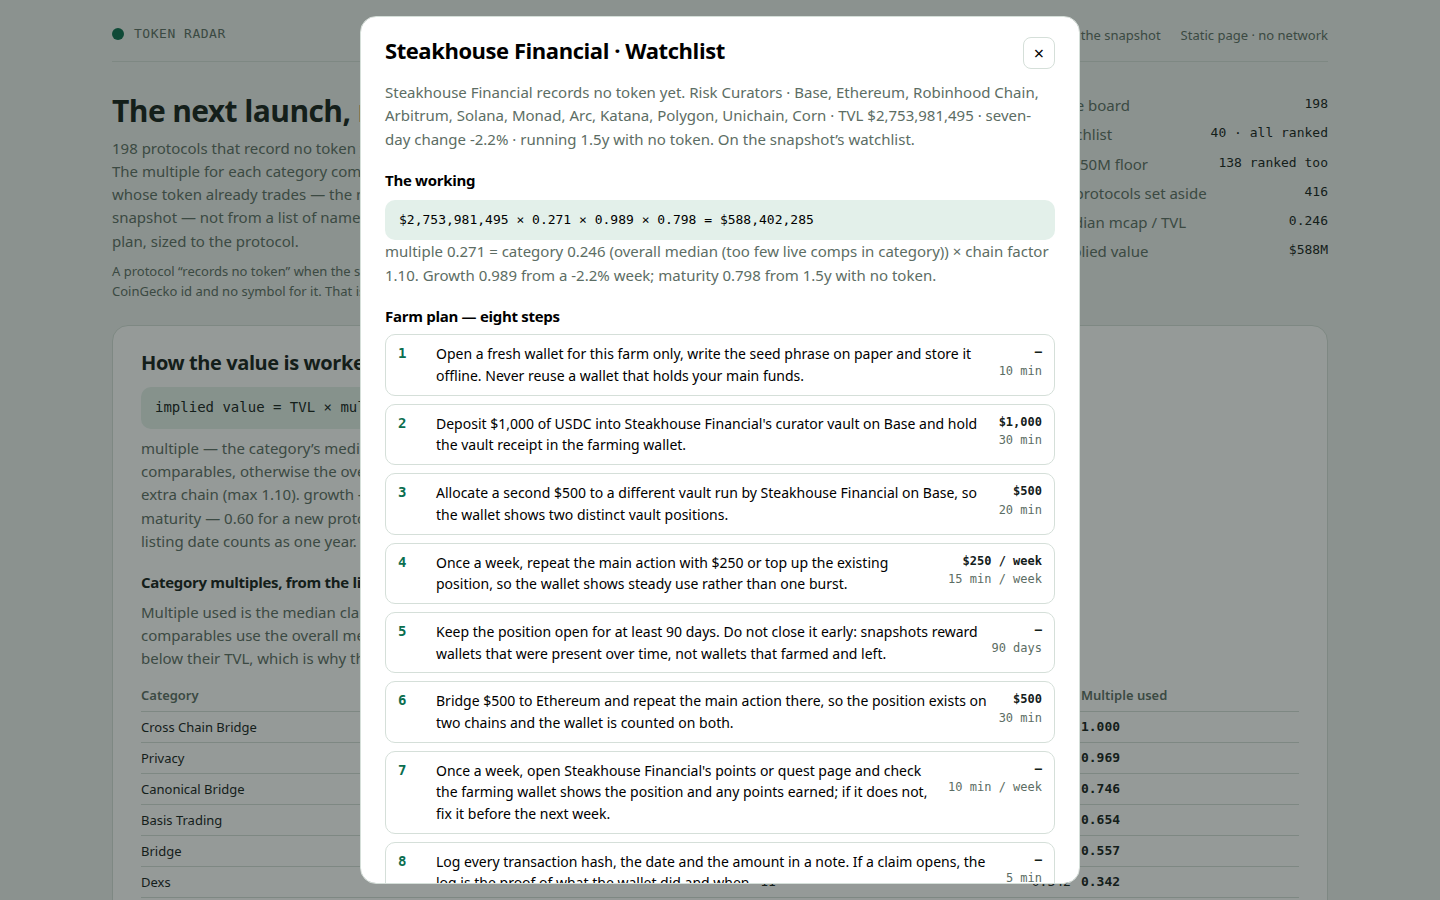 TOKEN RADAR
the snapshot
Static page · no network
The next launch,
198 protocols that record no token
The multiple for each category com
whose token already trades — the
snapshot — not from a list of name
plan, sized to the protocol.
A protocol “records no token” when the s
CoinGecko id and no symbol for it. That i
board 198
40 · all ranked
50M floor 138 ranked too
protocols set aside 416
mcap / TVL 0.246
value $588M
How the value is worke
implied value = TVL × mul
multiple — the category’s medi
comparables, otherwise the ove
extra chain (max 1.10). growth
maturity — 0.60 for a new proto
listing date counts as one year.
Category multiples, from the li
Multiple used is the median cla
comparables use the overall me
below their TVL, which is why th
Category
Multiple used
Cross Chain Bridge
1.000
Privacy
0.969
Canonical Bridge
0.746
Basis Trading
0.654
Bridge
0.557
Dexs
0.342
Steakhouse Financial · Watchlist
×
Steakhouse Financial records no token yet. Risk Curators · Base, Ethereum, Robinhood Chain,
Arbitrum, Solana, Monad, Arc, Katana, Polygon, Unichain, Corn · TVL $2,753,981,495 · seven-
day change -2.2% · running 1.5y with no token. On the snapshot’s watchlist.
The working
$2,753,981,495 × 0.271 × 0.989 × 0.798 = $588,402,285
multiple 0.271 = category 0.246 (overall median (too few live comps in category)) × chain factor
1.10. Growth 0.989 from a -2.2% week; maturity 0.798 from 1.5y with no token.
Farm plan — eight steps
1 Open a fresh wallet for this farm only, write the seed phrase on paper and store it –
offline. Never reuse a wallet that holds your main funds. 10 min
2 Deposit $1,000 of USDC into Steakhouse Financial's curator vault on Base and hold $1,000
the vault receipt in the farming wallet. 30 min
3 Allocate a second $500 to a different vault run by Steakhouse Financial on Base, so $500
the wallet shows two distinct vault positions. 20 min
4 Once a week, repeat the main action with $250 or top up the existing $250 / week
position, so the wallet shows steady use rather than one burst. 15 min / week
5 Keep the position open for at least 90 days. Do not close it early: snapshots reward –
wallets that were present over time, not wallets that farmed and left. 90 days
6 Bridge $500 to Ethereum and repeat the main action there, so the position exists on $500
two chains and the wallet is counted on both. 30 min
7 Once a week, open Steakhouse Financial's points or quest page and check –
the farming wallet shows the position and any points earned; if it does not, 10 min / week
fix it before the next week.
8 Log every transaction hash, the date and the amount in a note. If a claim opens, the –
log is the proof of what the wallet did and when. 5 min